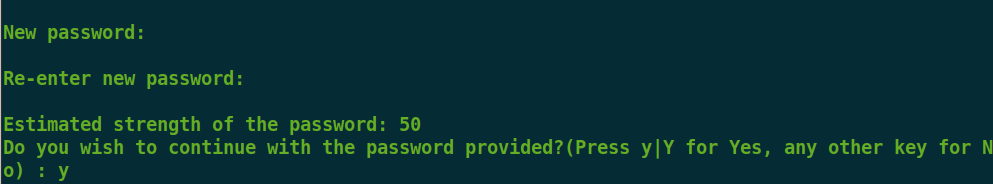 New password:
Re-enter new password:
Estimated strength of the password: 50
Do you wish to continue with the password provided?(Press y|Y for Yes, any other key for N
o) : y